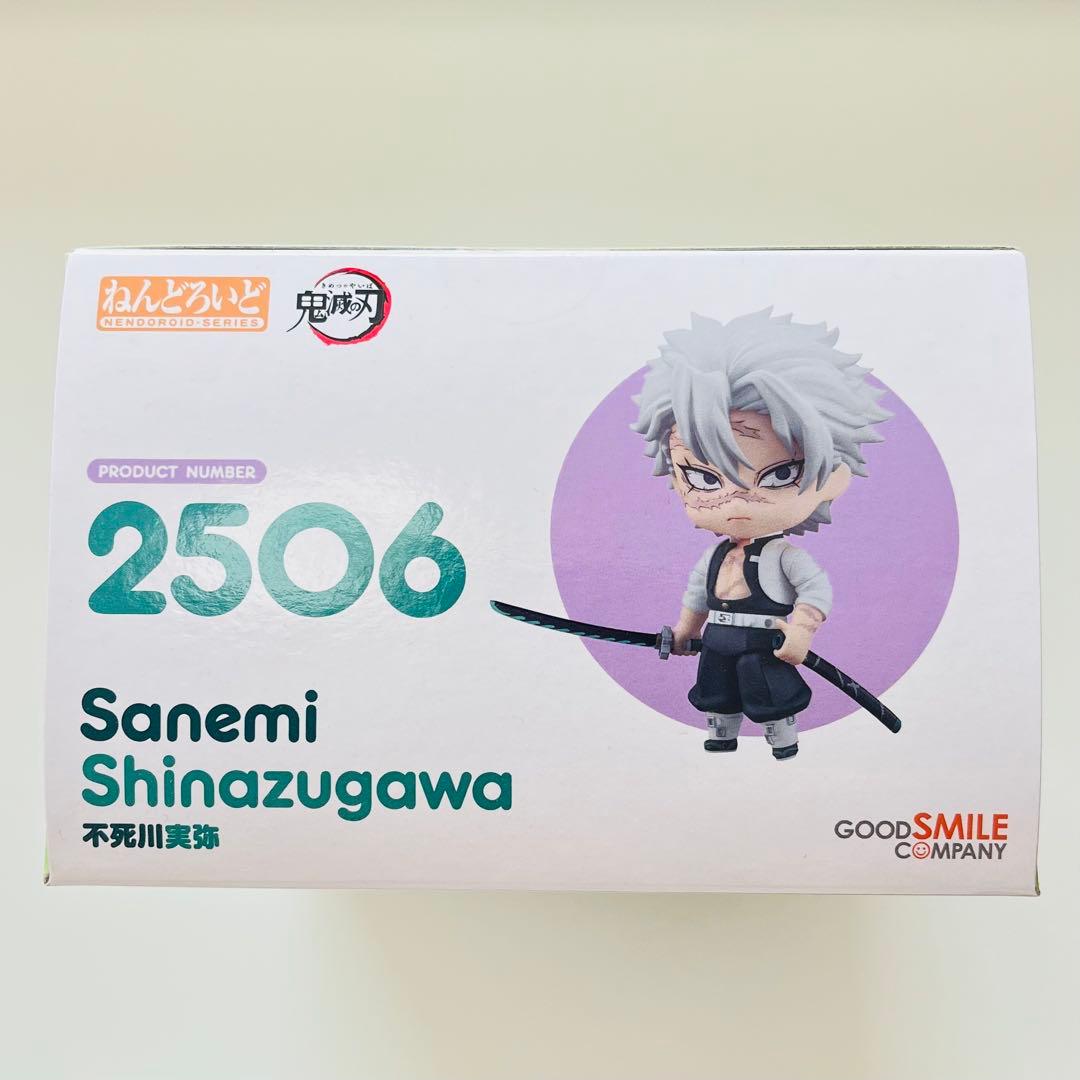 ねんどろいど
NENDOROID・SERIES
きめつのやいば
鬼滅の刃
PRODUCT NUMBER
2506
Sanemi
Shinazugawa
不死川実弥
GOOD SMILE
COMPANY